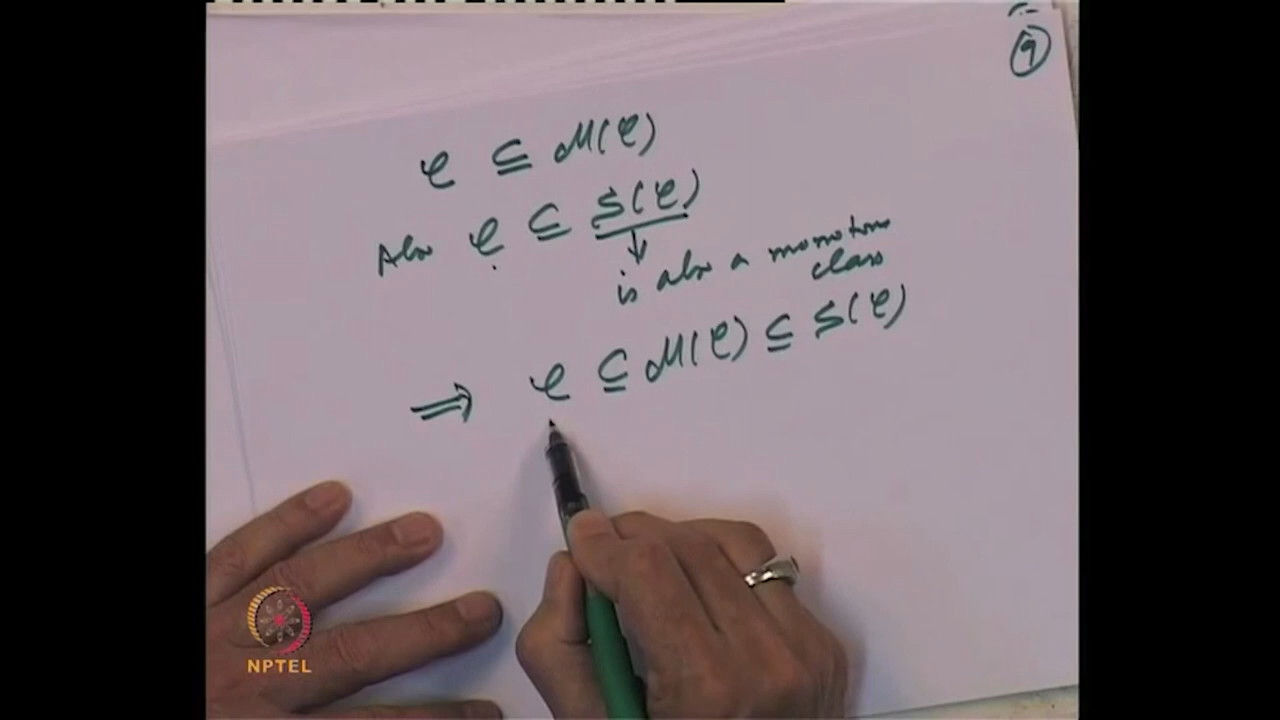 9
𝒞 ⊆ ℳ(𝒞)
Also 𝒞 ⊆ S(𝒞)
↓
is also a monotone
class
⟹ 𝒞 ⊆ ℳ(𝒞) ⊆ S(𝒞)
NPTEL